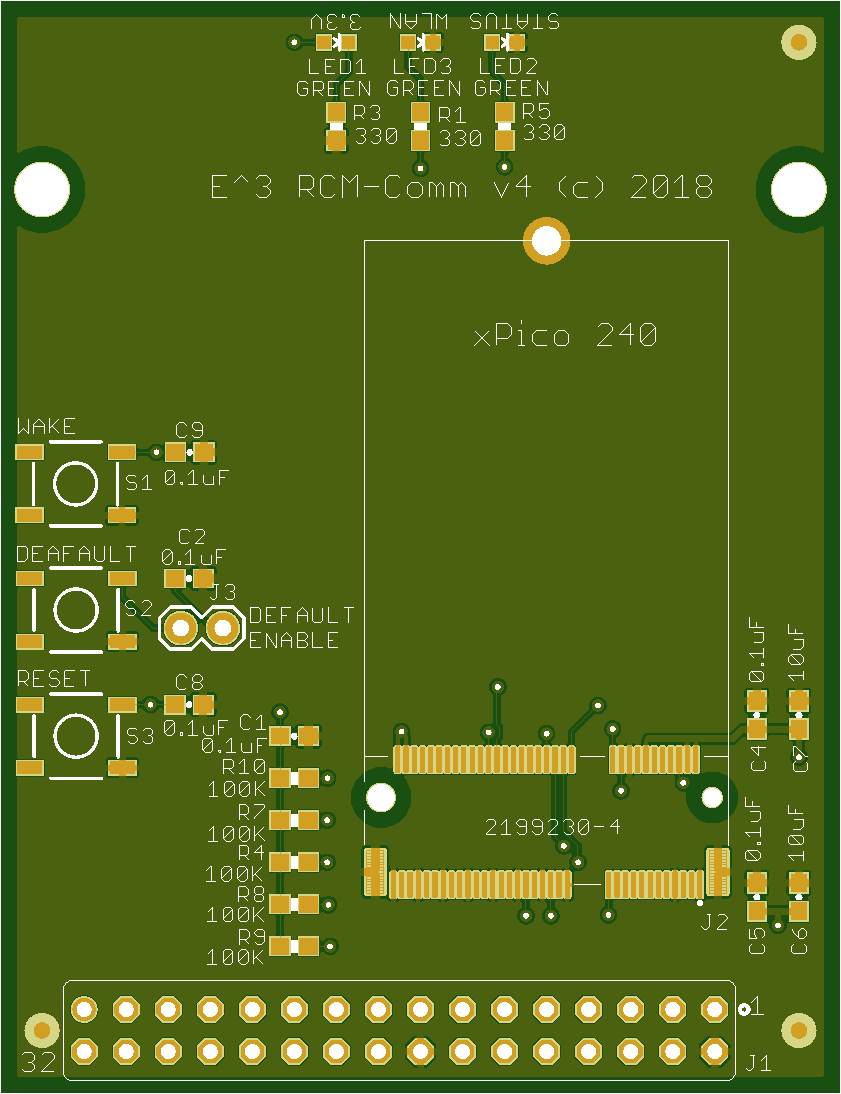 3.3V WLAN STATUS
LED1 LED3 LED2
GREEN GREEN GREEN
R3 R1 R5
330 330 330
E^3 RCM-Comm v4 (c) 2018
xPico 240
WAKE
C9
0.1uF
S1
C2
DEAFAULT
0.1uF
J3
S2
DEFAULT
ENABLE
RESET
C8
0.1uF
S3
C1
0.1uF
R10
100K
R7
100K
R4
100K
R8
100K
R9
100K
0.1uF
10uF
C4
C7
2199230-4
0.1uF
10uF
J2
C5
C6
1
32
J1